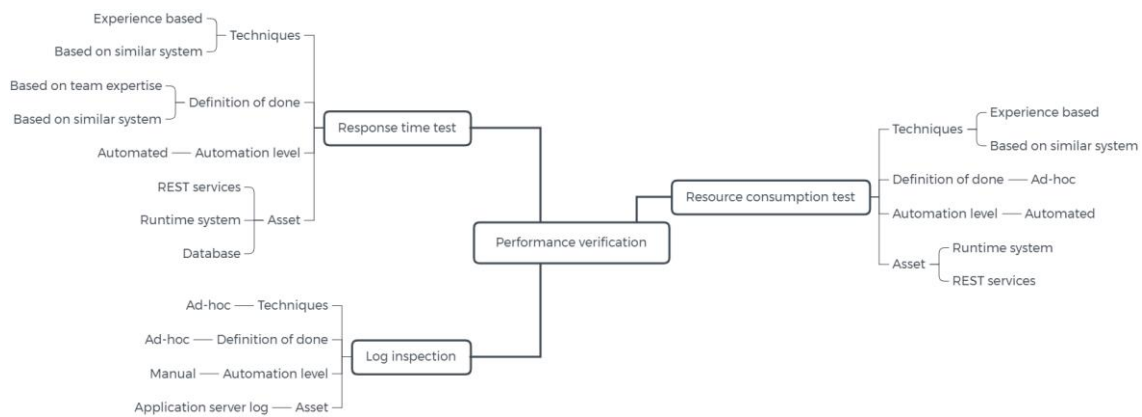 Performance verification
Response time test
Techniques
Experience based
Based on similar system
Definition of done
Based on team expertise
Based on similar system
Automation level
Automated
Asset
REST services
Runtime system
Database
Log inspection
Techniques
Ad-hoc
Definition of done
Ad-hoc
Automation level
Manual
Asset
Application server log
Resource consumption test
Techniques
Experience based
Based on similar system
Definition of done
Ad-hoc
Automation level
Automated
Asset
Runtime system
REST services